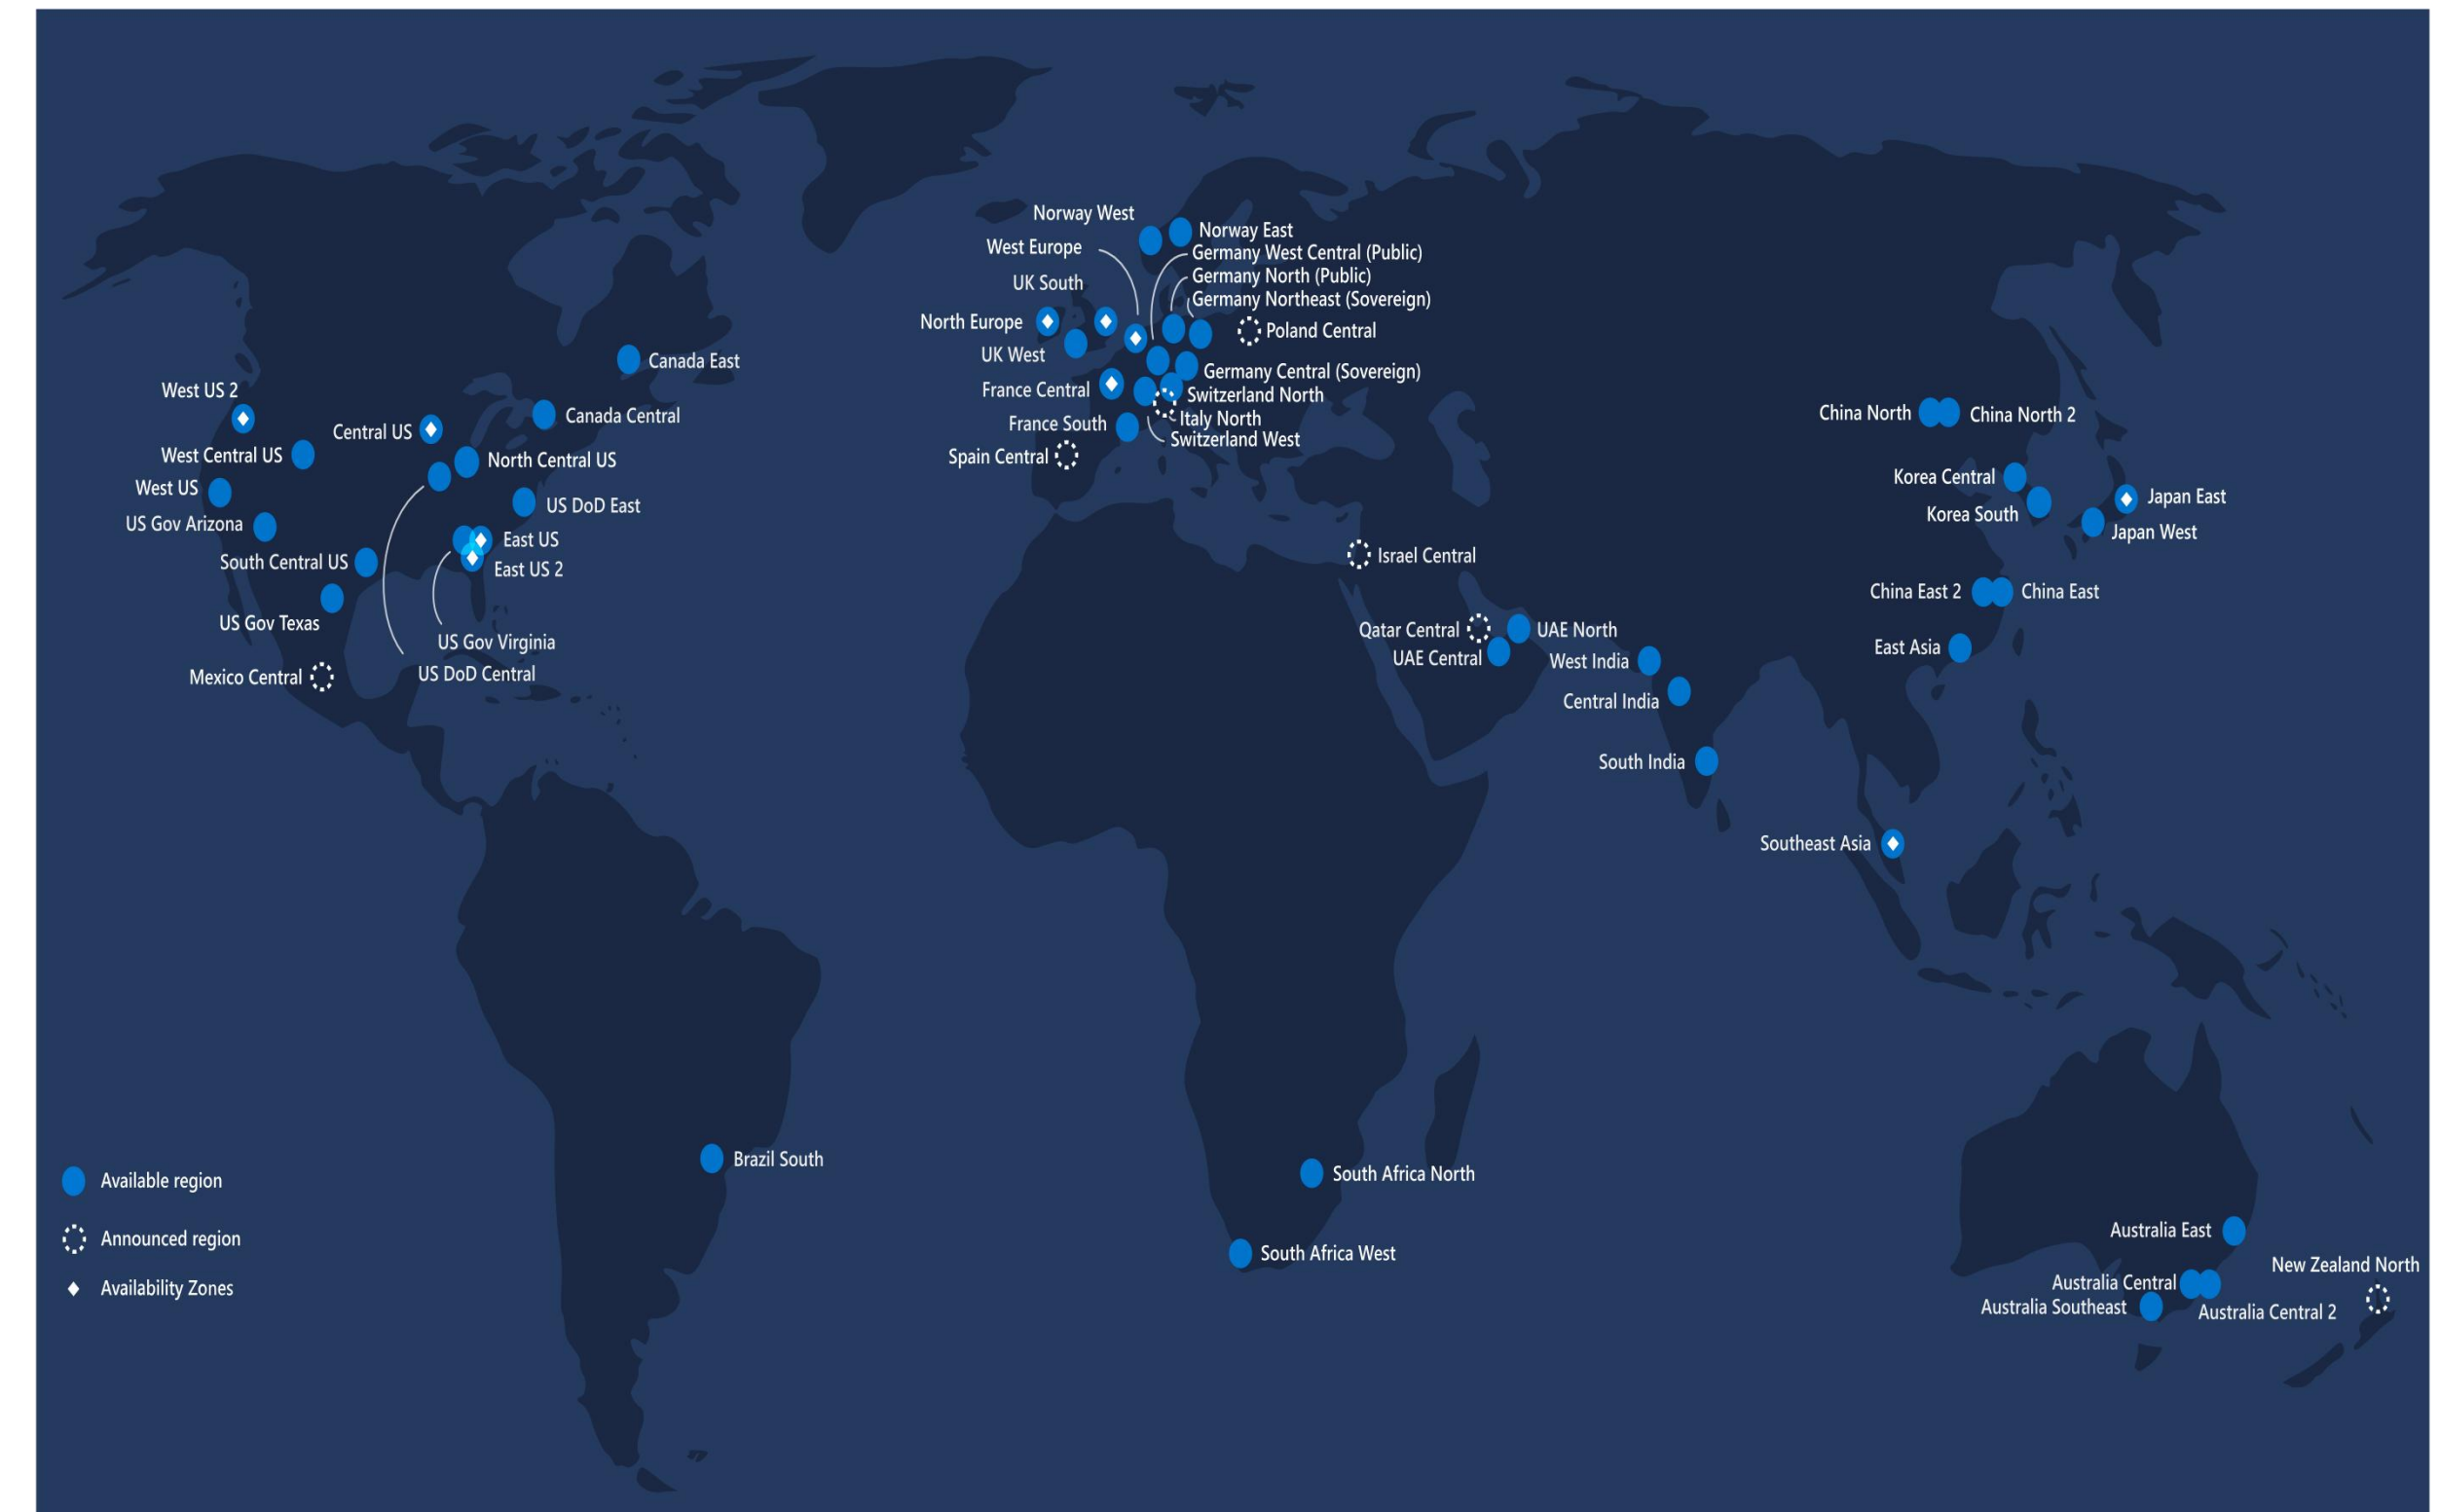 Norway West
Norway East
West Europe
Germany West Central (Public)
Germany North (Public)
UK South
Germany Northeast (Sovereign)
North Europe
Poland Central
UK West
Canada East
Germany Central (Sovereign)
West US 2
France Central
Switzerland North
Canada Central
Italy North
China North
China North 2
France South
Central US
Switzerland West
West Central US
North Central US
Spain Central
Korea Central
West US
Japan East
US DoD East
Korea South
US Gov Arizona
Japan West
East US
South Central US
East US 2
Israel Central
China East 2
China East
US Gov Texas
Qatar Central
UAE North
US Gov Virginia
East Asia
UAE Central
West India
US DoD Central
Mexico Central
Central India
South India
Southeast Asia
Brazil South
South Africa North
Available region
Australia East
Announced region
South Africa West
New Zealand North
Availability Zones
Australia Central
Australia Southeast
Australia Central 2